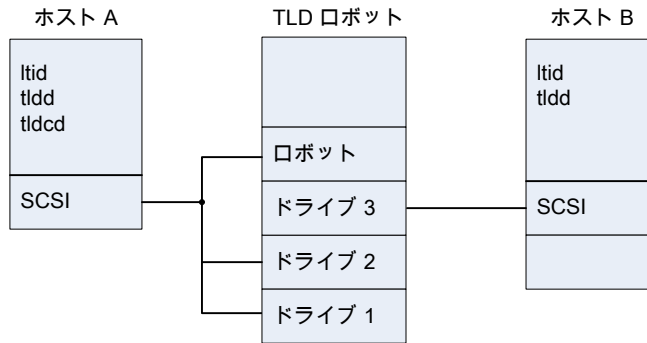 ホスト A
TLD ロボット
ホスト B
ltid
tldd
tldcd
SCSI
ロボット
ドライブ 3
ドライブ 2
ドライブ 1
ltid
tldd
SCSI